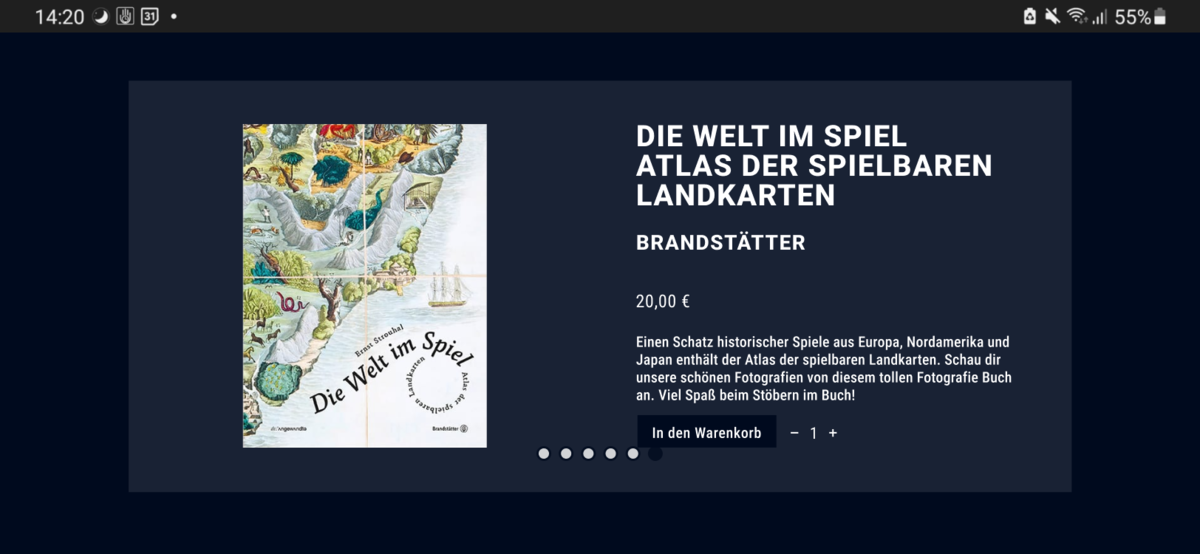 14:20
31
55%
DIE WELT IM SPIEL
ATLAS DER SPIELBAREN
LANDKARTEN
BRANDSTÄTTER
20,00 €
Einen Schatz historischer Spiele aus Europa, Nordamerika und
Japan enthält der Atlas der spielbaren Landkarten. Schau dir
unsere schönen Fotografien von diesem tollen Fotografie Buch
an. Viel Spaß beim Stöbern im Buch!
In den Warenkorb − 1 +
Ernst Strouhal
Die Welt im Spiel
Atlas der spielbaren Landkarten
Brandstätter